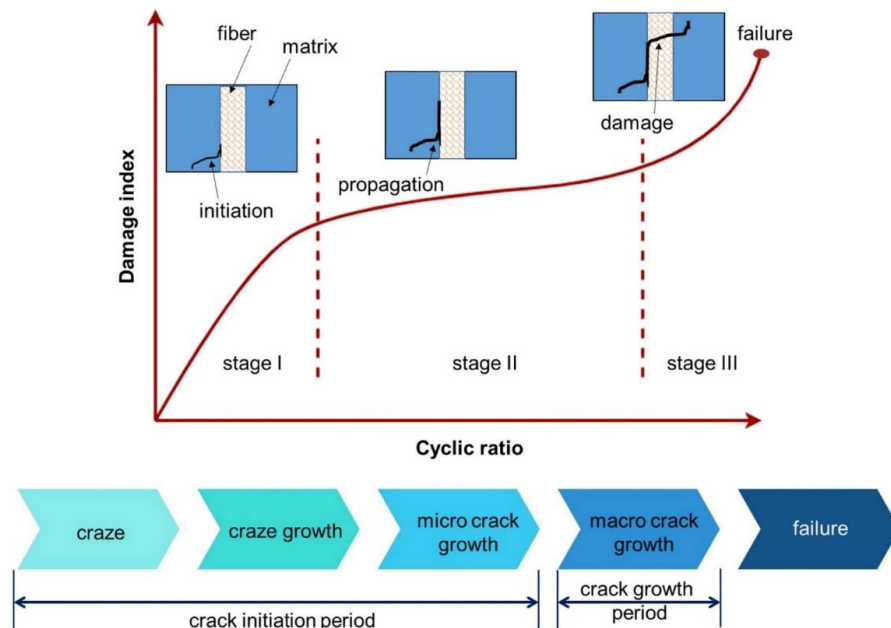 fiber
matrix
failure
initiation
propagation
damage
Damage index
stage I
stage II
stage III
Cyclic ratio
craze
craze growth
micro crack
growth
macro crack
growth
failure
crack initiation period
crack growth
period